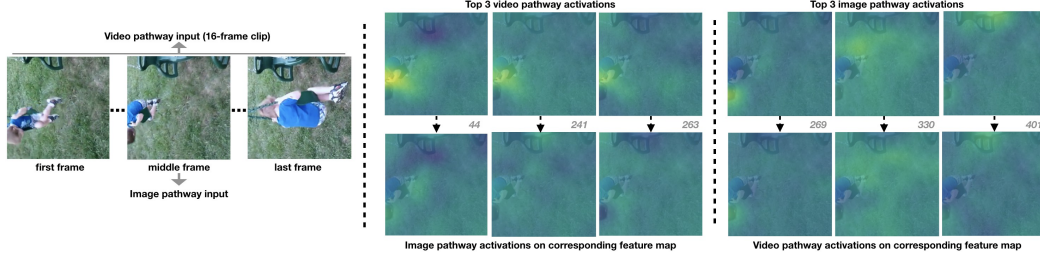 Video pathway input (16-frame clip)
first frame
middle frame
last frame
Image pathway input
Top 3 video pathway activations
44
241
263
Image pathway activations on corresponding feature map
Top 3 image pathway activations
269
330
401
Video pathway activations on corresponding feature map